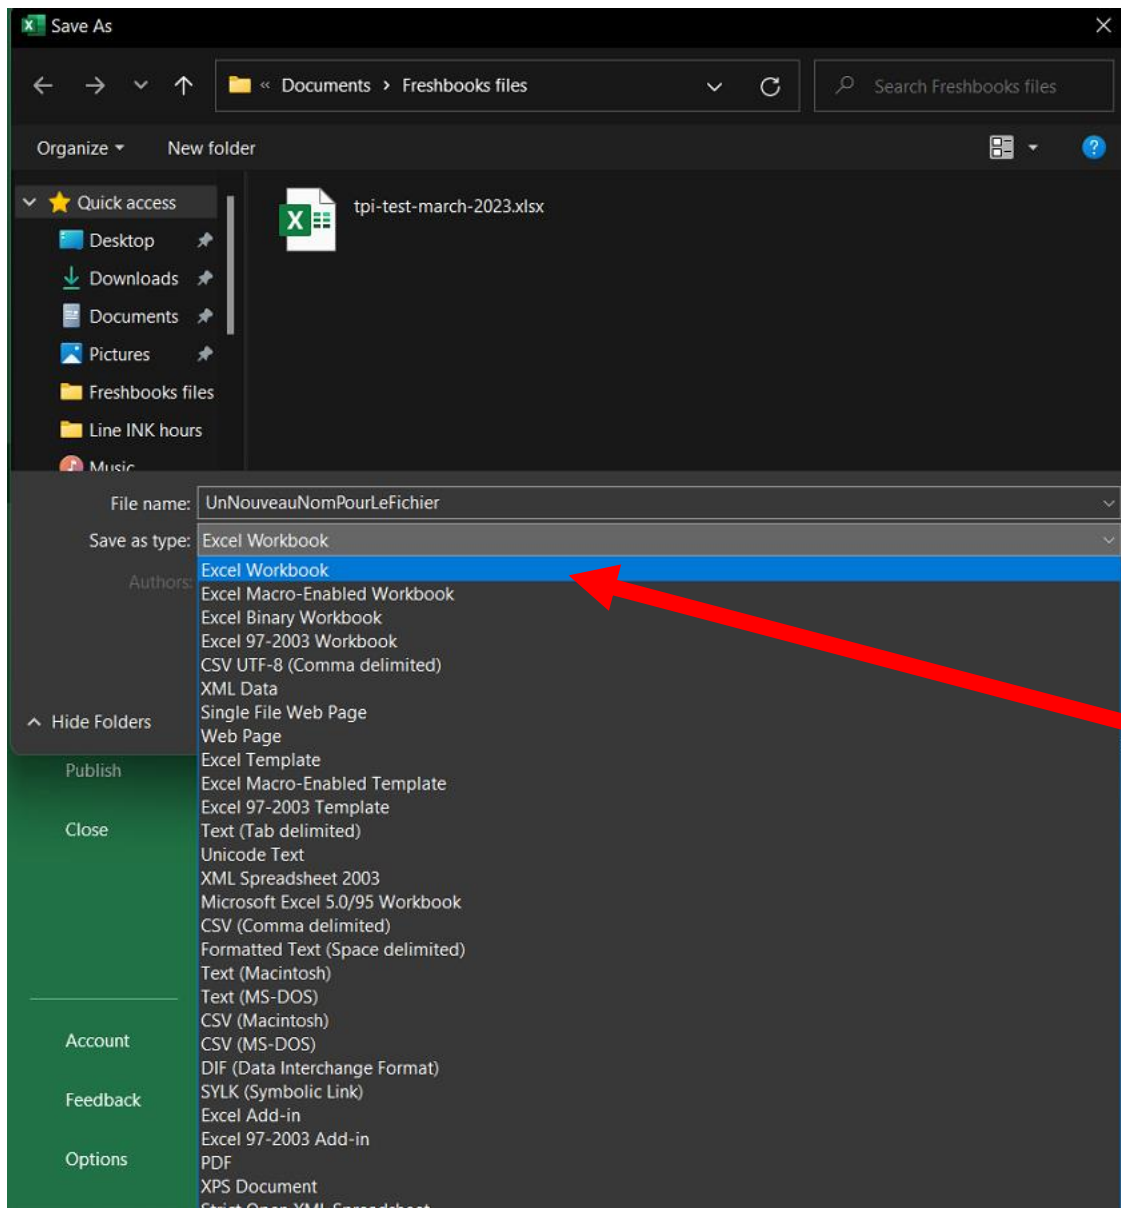 Save As
« Documents > Freshbooks files
Search Freshbooks files
Organize
New folder
Quick access
Desktop
Downloads
Documents
Pictures
Freshbooks files
Line INK hours
Music
tpi-test-march-2023.xlsx
File name: UnNouveauNomPourLeFichier
Save as type: Excel Workbook
Authors:
Excel Workbook
Excel Macro-Enabled Workbook
Excel Binary Workbook
Excel 97-2003 Workbook
CSV UTF-8 (Comma delimited)
XML Data
Single File Web Page
Web Page
Excel Template
Excel Macro-Enabled Template
Excel 97-2003 Template
Text (Tab delimited)
Unicode Text
XML Spreadsheet 2003
Microsoft Excel 5.0/95 Workbook
CSV (Comma delimited)
Formatted Text (Space delimited)
Text (Macintosh)
Text (MS-DOS)
CSV (Macintosh)
CSV (MS-DOS)
DIF (Data Interchange Format)
SYLK (Symbolic Link)
Excel Add-in
Excel 97-2003 Add-in
PDF
XPS Document
Strict Open XML Spreadsheet
Hide Folders
Publish
Close
Account
Feedback
Options